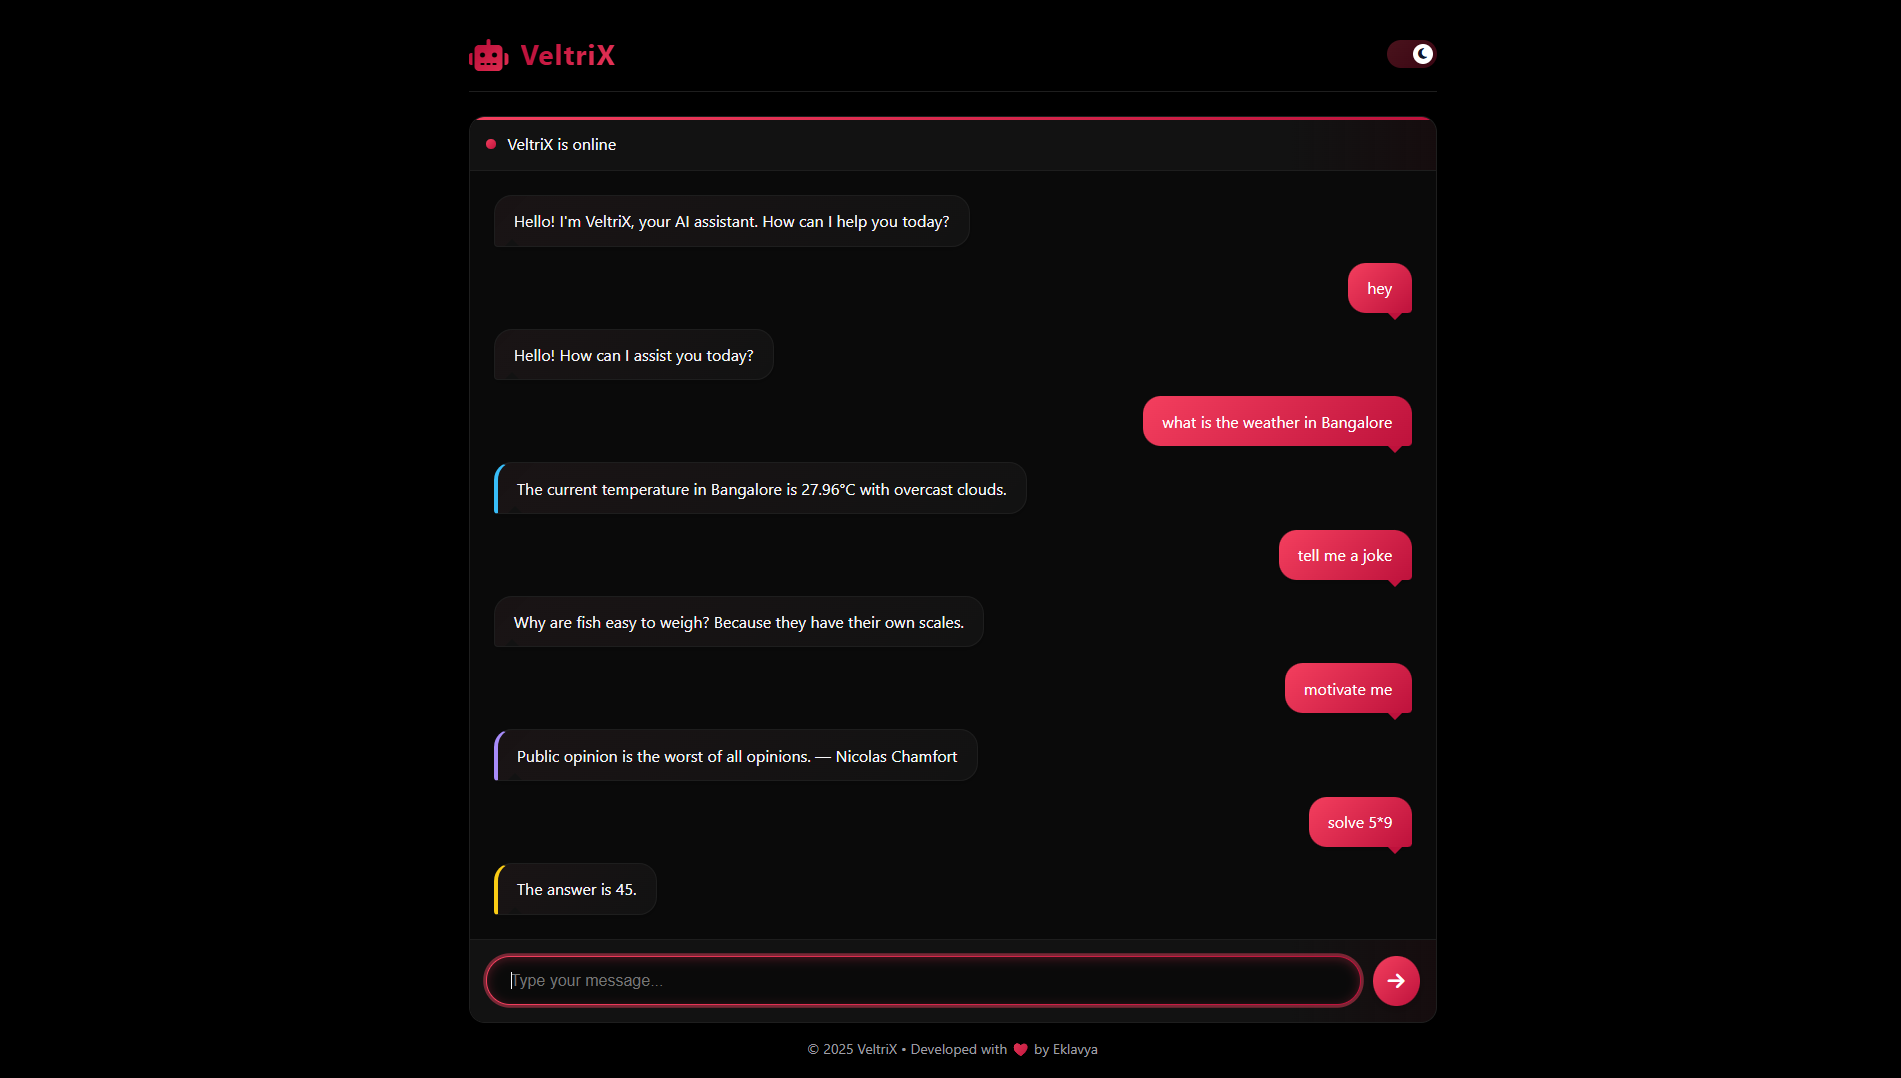 VeltriX
VeltriX is online
Hello! I'm VeltriX, your AI assistant. How can I help you today?
hey
Hello! How can I assist you today?
what is the weather in Bangalore
The current temperature in Bangalore is 27.96°C with overcast clouds.
tell me a joke
Why are fish easy to weigh? Because they have their own scales.
motivate me
Public opinion is the worst of all opinions. — Nicolas Chamfort
solve 5*9
The answer is 45.
Type your message...
© 2025 VeltriX • Developed with ❤ by Eklavya